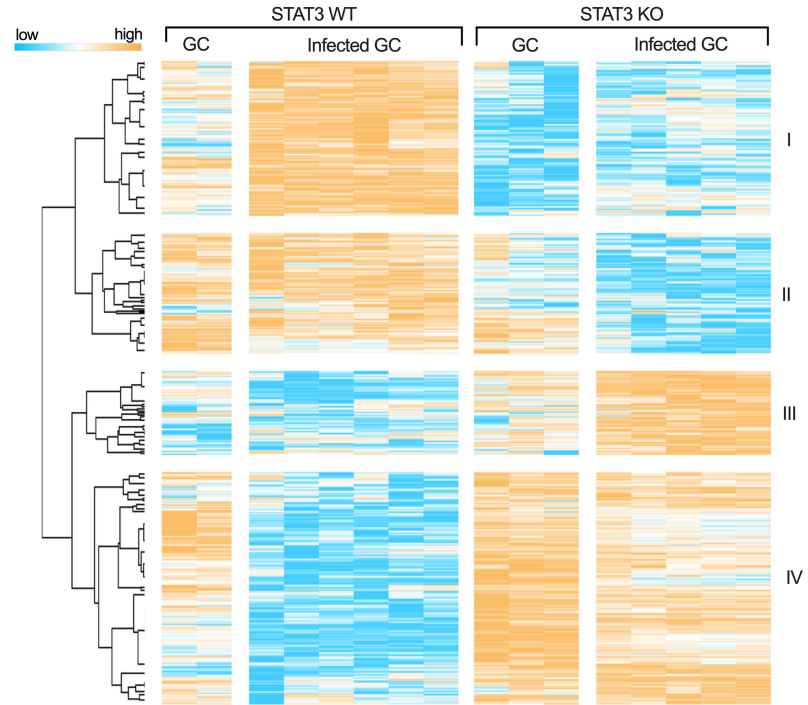 STAT3 WT
STAT3 KO
low
high
GC
Infected GC
GC
Infected GC
I
II
III
IV